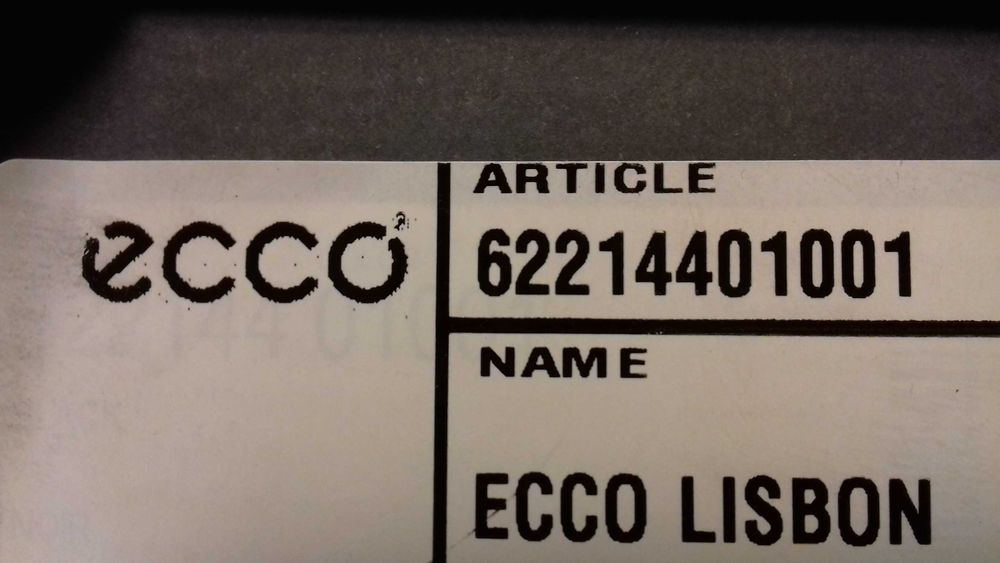 ecco
ARTICLE
62214401001
NAME
ECCO LISBON